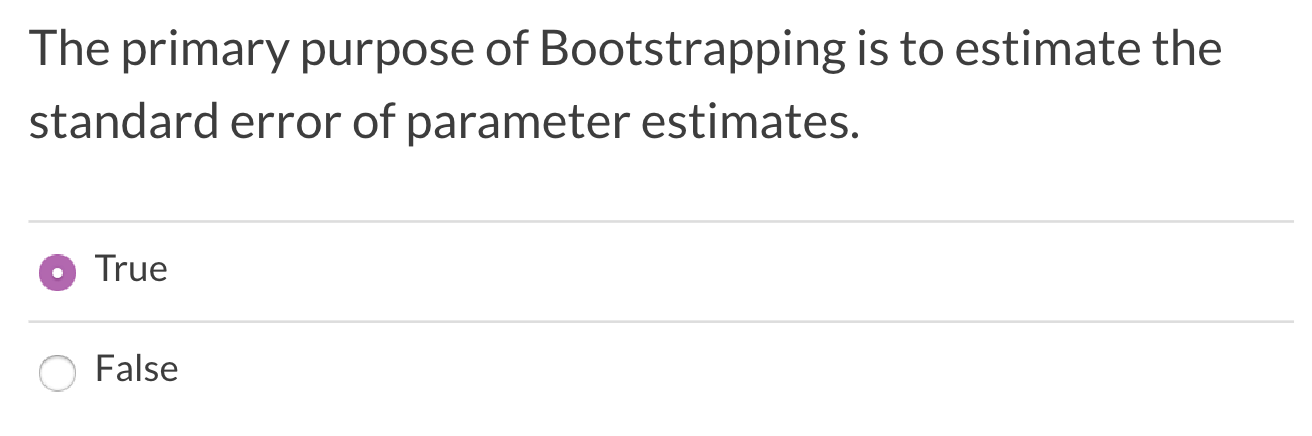 The primary purpose of Bootstrapping is to estimate the
standard error of parameter estimates.
True
False